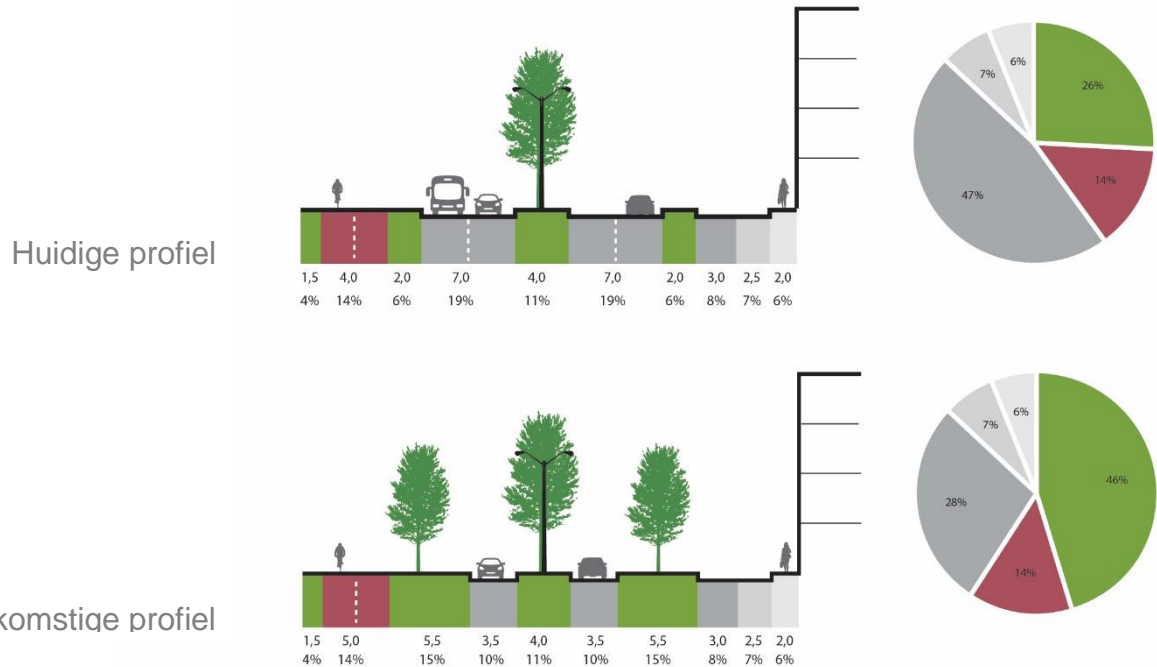 6%
7%
26%
14%
47%
Huidige profiel
1,5 4,0 2,0 7,0 4,0 7,0 2,0 3,0 2,5 2,0
4% 14% 6% 19% 11% 19% 6% 8% 7% 6%
6%
7%
46%
28%
14%
komstige profiel
1,5 5,0 5,5 3,5 4,0 3,5 5,5 3,0 2,5 2,0
4% 14% 15% 10% 11% 10% 15% 8% 7% 6%